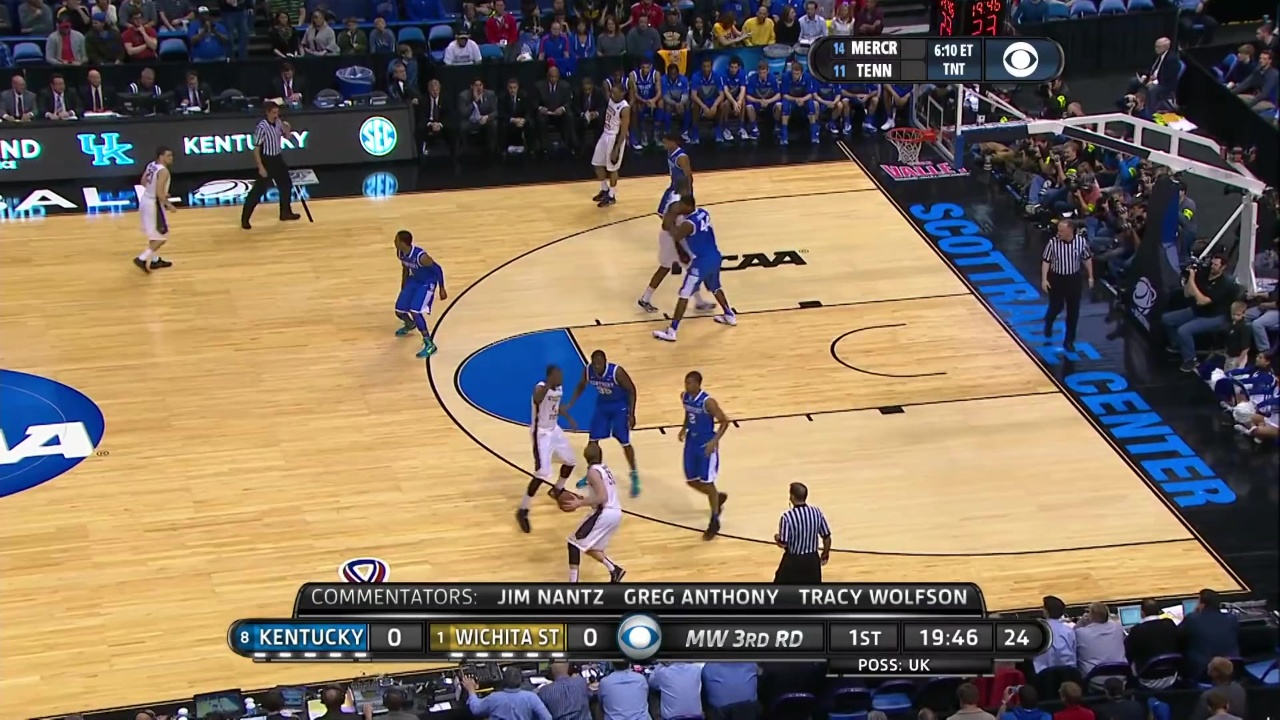 14 MERCR
11 TENN
6:10 ET
TNT
UK KENTUCKY SEC
CAA
SCOTTRADE CENTER
COMMENTATORS: JIM NANTZ GREG ANTHONY TRACY WOLFSON
8 KENTUCKY 0 1 WICHITA ST 0 MW 3RD RD 1ST 19:46 24
POSS: UK